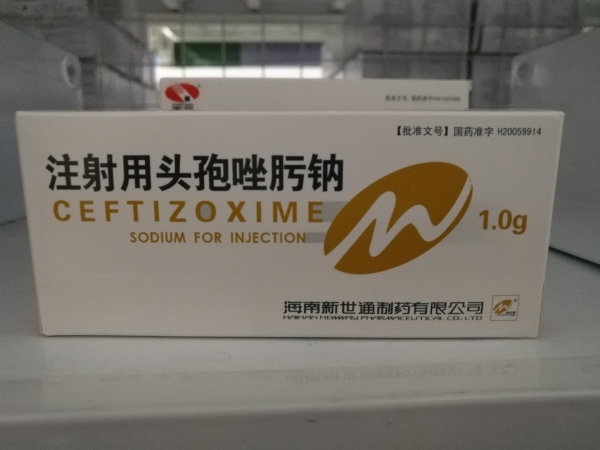 【批准文号】国药准字 H20059914
注射用头孢唑肟钠
CEFTIZOXIME
SODIUM FOR INJECTION
1.0g
海南新世通制药有限公司